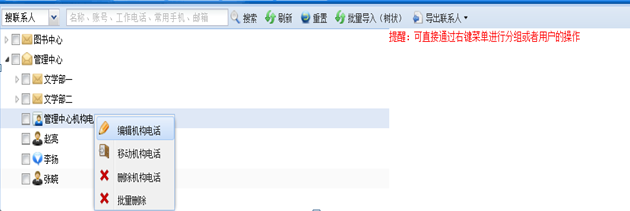 搜联系人 名称、账号、工作电话、常用手机、邮箱 搜索 刷新 重置 批量导入（树状） 导出联系人
提醒：可直接通过右键菜单进行分组或者用户的操作
图书中心
管理中心
文学部一
文学部二
管理中心机构电
编辑机构电话
赵亮
移动机构电话
李扬
删除机构电话
张毓
批量删除